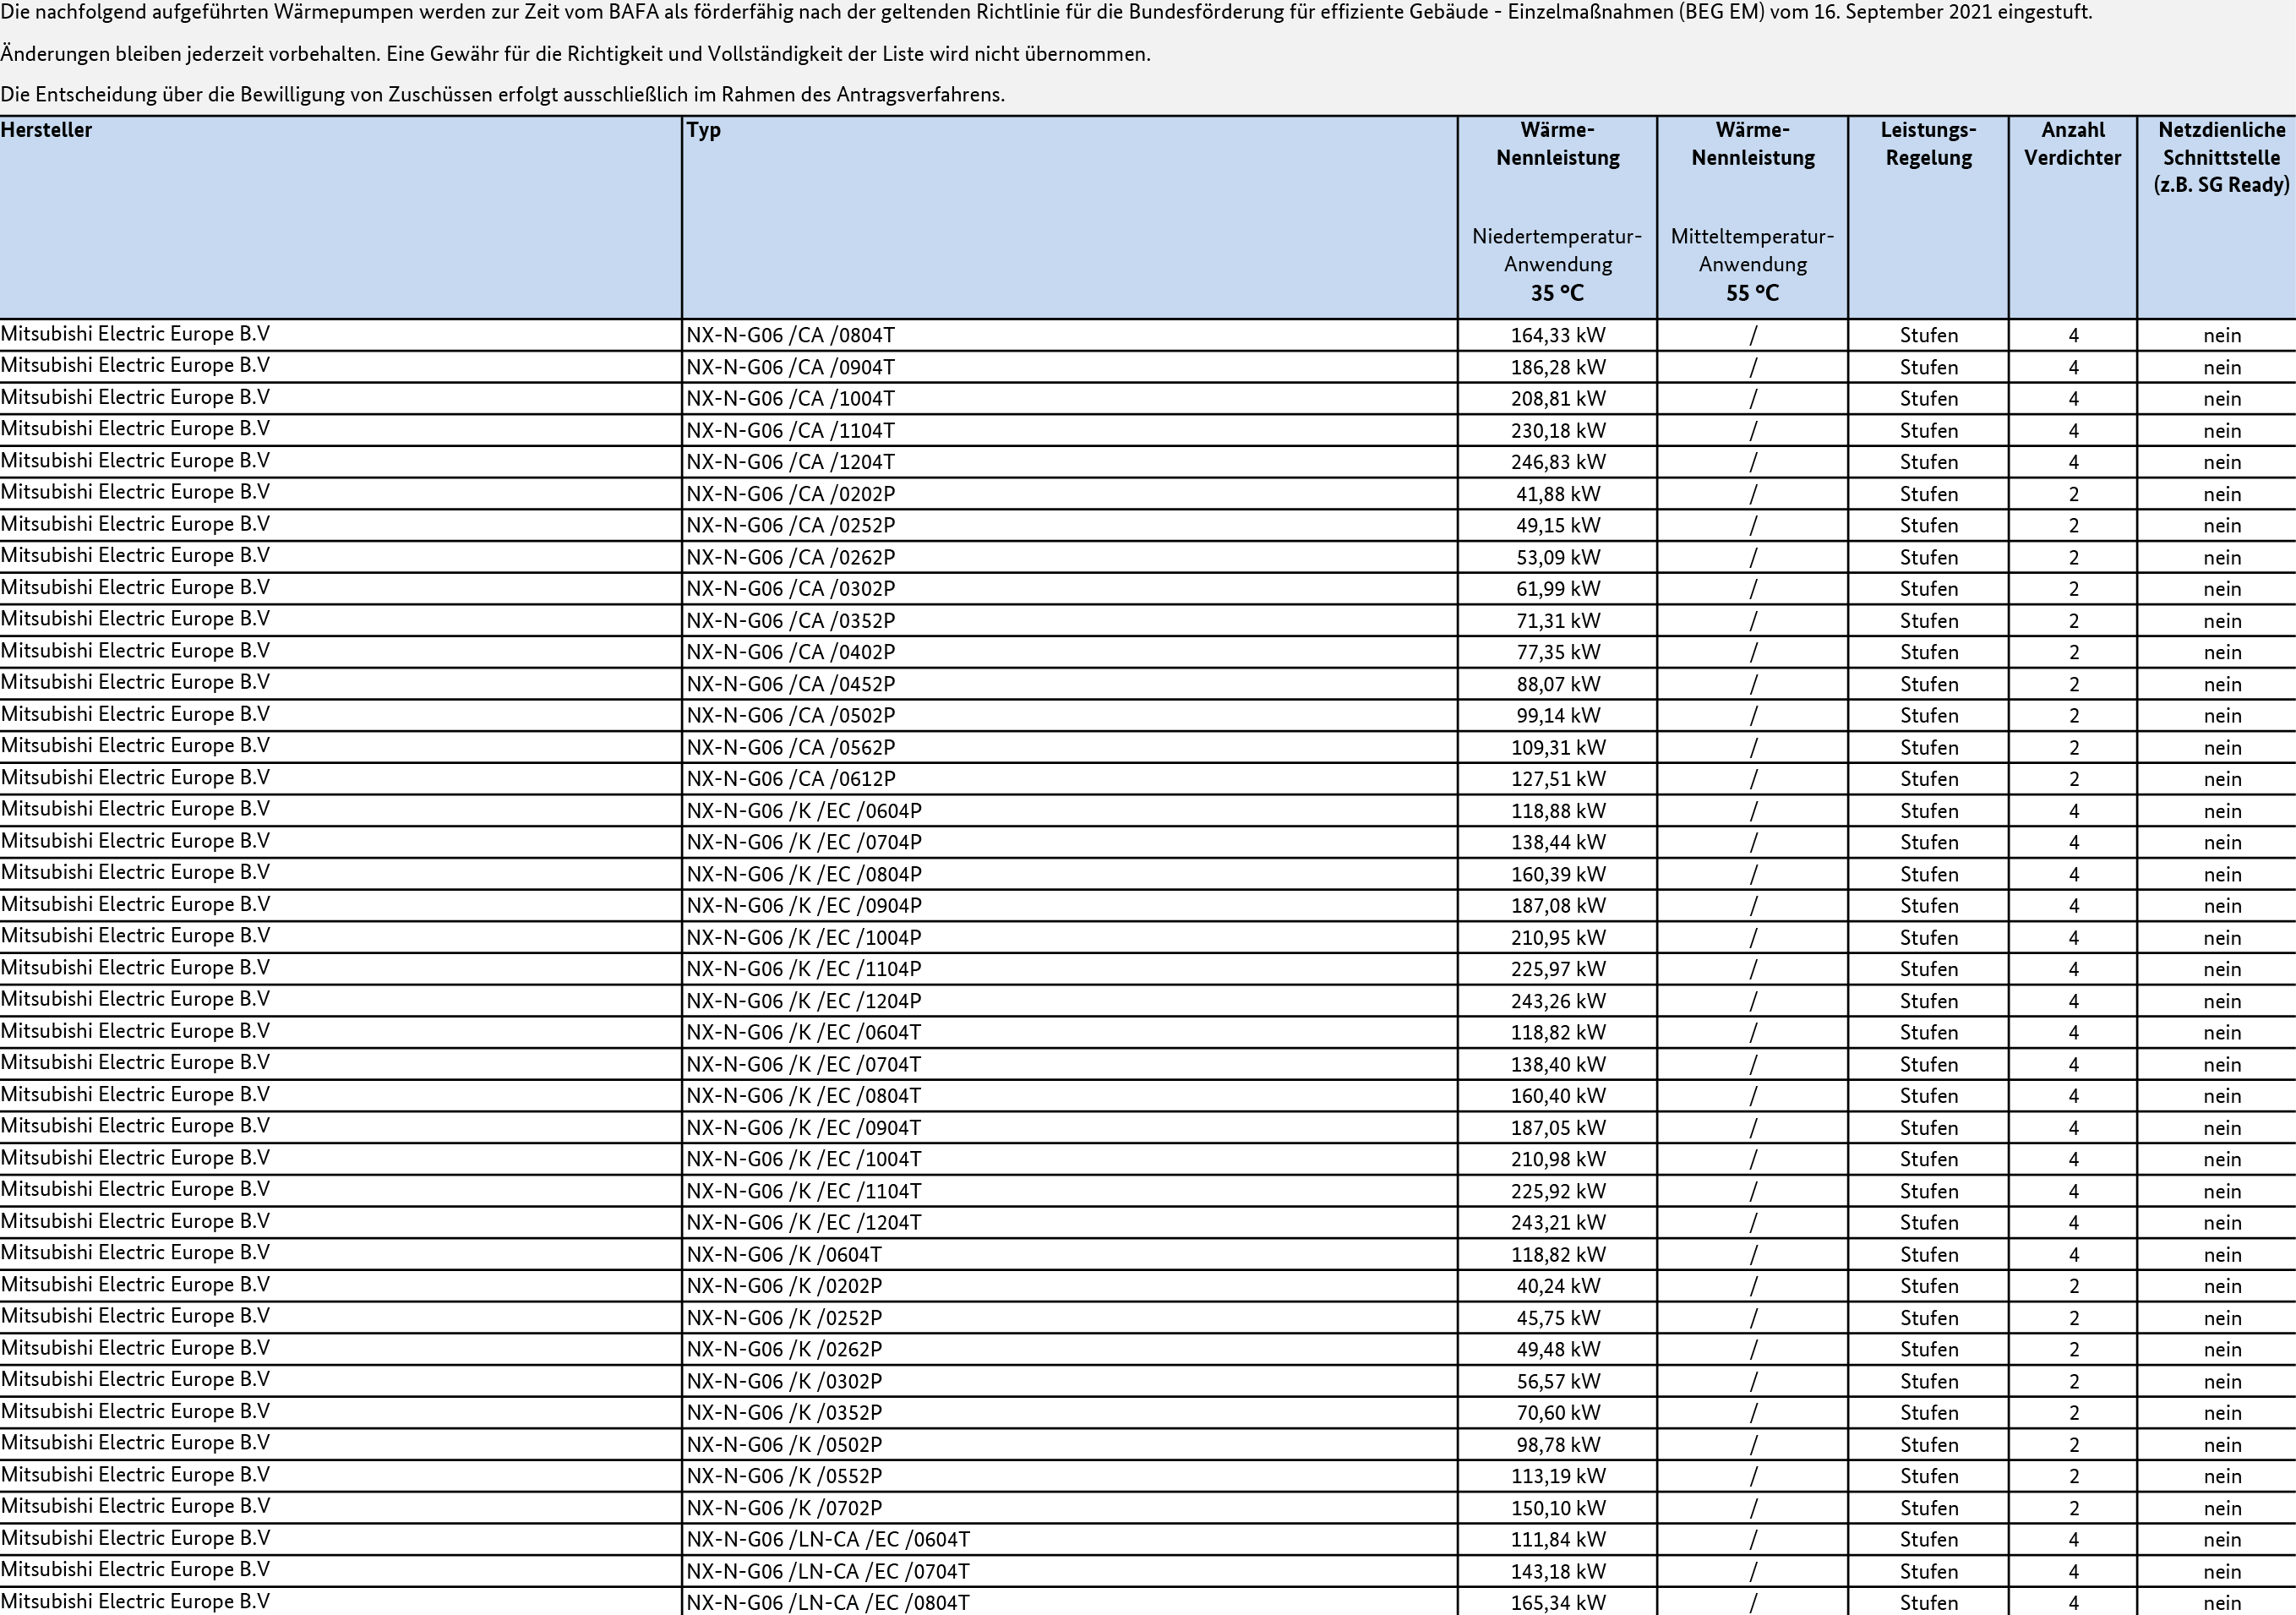 Die nachfolgend aufgeführten Wärmepumpen werden zur Zeit vom BAFA als förderfähig nach der geltenden Richtlinie für die Bundesförderung für effiziente Gebäude - Einzelmaßnahmen (BEG EM) vom 16. September 2021 eingestuft.
Änderungen bleiben jederzeit vorbehalten. Eine Gewähr für die Richtigkeit und Vollständigkeit der Liste wird nicht übernommen.
Die Entscheidung über die Bewilligung von Zuschüssen erfolgt ausschließlich im Rahmen des Antragsverfahrens.
Hersteller Typ Wärme- Wärme- Leistungs- Anzahl Netzdienliche
Nennleistung Nennleistung Regelung Verdichter Schnittstelle
(z.B. SG Ready)
Niedertemperatur- Mitteltemperatur-
Anwendung Anwendung
35 °C 55 °C
Mitsubishi Electric Europe B.V NX-N-G06 /CA /0804T 164,33 kW / Stufen 4 nein
Mitsubishi Electric Europe B.V NX-N-G06 /CA /0904T 186,28 kW / Stufen 4 nein
Mitsubishi Electric Europe B.V NX-N-G06 /CA /1004T 208,81 kW / Stufen 4 nein
Mitsubishi Electric Europe B.V NX-N-G06 /CA /1104T 230,18 kW / Stufen 4 nein
Mitsubishi Electric Europe B.V NX-N-G06 /CA /1204T 246,83 kW / Stufen 4 nein
Mitsubishi Electric Europe B.V NX-N-G06 /CA /0202P 41,88 kW / Stufen 2 nein
Mitsubishi Electric Europe B.V NX-N-G06 /CA /0252P 49,15 kW / Stufen 2 nein
Mitsubishi Electric Europe B.V NX-N-G06 /CA /0262P 53,09 kW / Stufen 2 nein
Mitsubishi Electric Europe B.V NX-N-G06 /CA /0302P 61,99 kW / Stufen 2 nein
Mitsubishi Electric Europe B.V NX-N-G06 /CA /0352P 71,31 kW / Stufen 2 nein
Mitsubishi Electric Europe B.V NX-N-G06 /CA /0402P 77,35 kW / Stufen 2 nein
Mitsubishi Electric Europe B.V NX-N-G06 /CA /0452P 88,07 kW / Stufen 2 nein
Mitsubishi Electric Europe B.V NX-N-G06 /CA /0502P 99,14 kW / Stufen 2 nein
Mitsubishi Electric Europe B.V NX-N-G06 /CA /0562P 109,31 kW / Stufen 2 nein
Mitsubishi Electric Europe B.V NX-N-G06 /CA /0612P 127,51 kW / Stufen 2 nein
Mitsubishi Electric Europe B.V NX-N-G06 /K /EC /0604P 118,88 kW / Stufen 4 nein
Mitsubishi Electric Europe B.V NX-N-G06 /K /EC /0704P 138,44 kW / Stufen 4 nein
Mitsubishi Electric Europe B.V NX-N-G06 /K /EC /0804P 160,39 kW / Stufen 4 nein
Mitsubishi Electric Europe B.V NX-N-G06 /K /EC /0904P 187,08 kW / Stufen 4 nein
Mitsubishi Electric Europe B.V NX-N-G06 /K /EC /1004P 210,95 kW / Stufen 4 nein
Mitsubishi Electric Europe B.V NX-N-G06 /K /EC /1104P 225,97 kW / Stufen 4 nein
Mitsubishi Electric Europe B.V NX-N-G06 /K /EC /1204P 243,26 kW / Stufen 4 nein
Mitsubishi Electric Europe B.V NX-N-G06 /K /EC /0604T 118,82 kW / Stufen 4 nein
Mitsubishi Electric Europe B.V NX-N-G06 /K /EC /0704T 138,40 kW / Stufen 4 nein
Mitsubishi Electric Europe B.V NX-N-G06 /K /EC /0804T 160,40 kW / Stufen 4 nein
Mitsubishi Electric Europe B.V NX-N-G06 /K /EC /0904T 187,05 kW / Stufen 4 nein
Mitsubishi Electric Europe B.V NX-N-G06 /K /EC /1004T 210,98 kW / Stufen 4 nein
Mitsubishi Electric Europe B.V NX-N-G06 /K /EC /1104T 225,92 kW / Stufen 4 nein
Mitsubishi Electric Europe B.V NX-N-G06 /K /EC /1204T 243,21 kW / Stufen 4 nein
Mitsubishi Electric Europe B.V NX-N-G06 /K /0604T 118,82 kW / Stufen 4 nein
Mitsubishi Electric Europe B.V NX-N-G06 /K /0202P 40,24 kW / Stufen 2 nein
Mitsubishi Electric Europe B.V NX-N-G06 /K /0252P 45,75 kW / Stufen 2 nein
Mitsubishi Electric Europe B.V NX-N-G06 /K /0262P 49,48 kW / Stufen 2 nein
Mitsubishi Electric Europe B.V NX-N-G06 /K /0302P 56,57 kW / Stufen 2 nein
Mitsubishi Electric Europe B.V NX-N-G06 /K /0352P 70,60 kW / Stufen 2 nein
Mitsubishi Electric Europe B.V NX-N-G06 /K /0502P 98,78 kW / Stufen 2 nein
Mitsubishi Electric Europe B.V NX-N-G06 /K /0552P 113,19 kW / Stufen 2 nein
Mitsubishi Electric Europe B.V NX-N-G06 /K /0702P 150,10 kW / Stufen 2 nein
Mitsubishi Electric Europe B.V NX-N-G06 /LN-CA /EC /0604T 111,84 kW / Stufen 4 nein
Mitsubishi Electric Europe B.V NX-N-G06 /LN-CA /EC /0704T 143,18 kW / Stufen 4 nein
Mitsubishi Electric Europe B.V NX-N-G06 /LN-CA /EC /0804T 165,34 kW / Stufen 4 nein